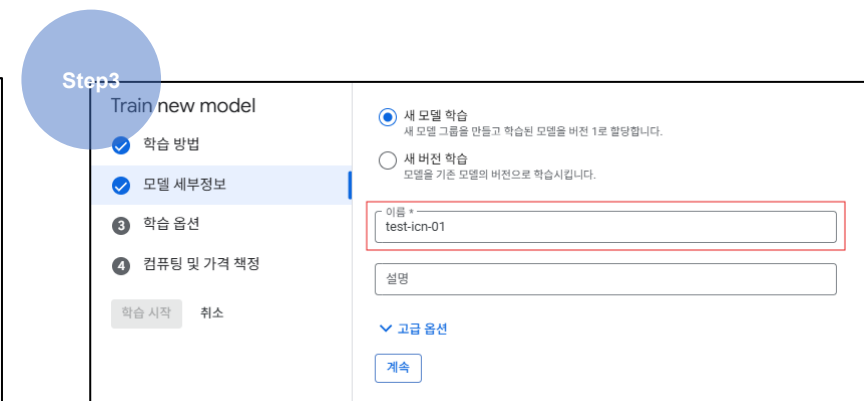 Step3
Train new model
학습 방법
모델 세부정보
3 학습 옵션
4 컴퓨팅 및 가격 책정
학습 시작 취소
새 모델 학습
새 모델 그룹을 만들고 학습된 모델을 버전 1로 할당합니다.
새 버전 학습
모델을 기존 모델의 버전으로 학습시킵니다.
이름 *
test-icn-01
설명
고급 옵션
계속